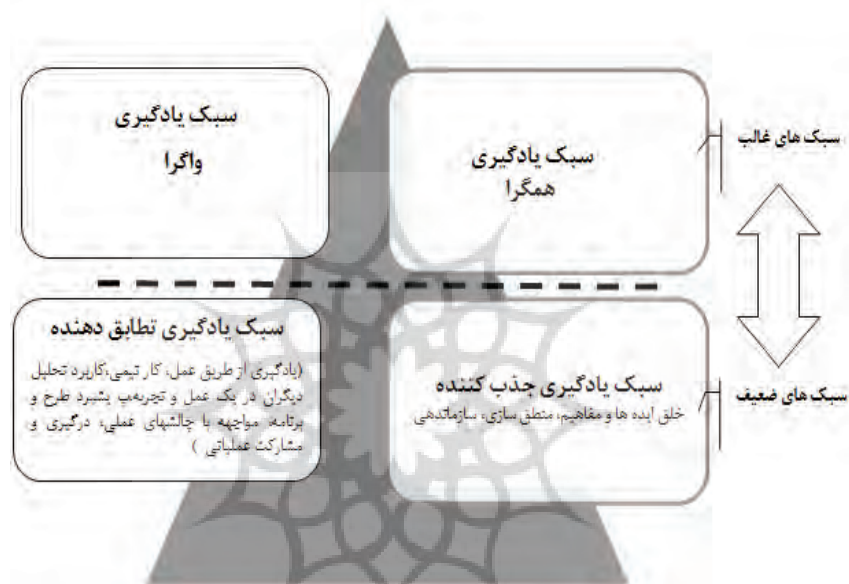 سبک های غالب
سبک یادگیری
همگرا
سبک یادگیری
واگرا
سبک های ضعیف
سبک یادگیری جذب کننده
خلق ایده ها و مفاهیم، منطق سازی، سازماندهی
سبک یادگیری تطابق دهنده
(یادگیری از طریق عمل، کار تیمی،کاربرد تحلیل
دیگران در یک عمل و تجربه‌پ یشبرد طرح و
برنامه، مواجهه با چالشهای عملی، درگیری و
مشارکت عملیاتی )